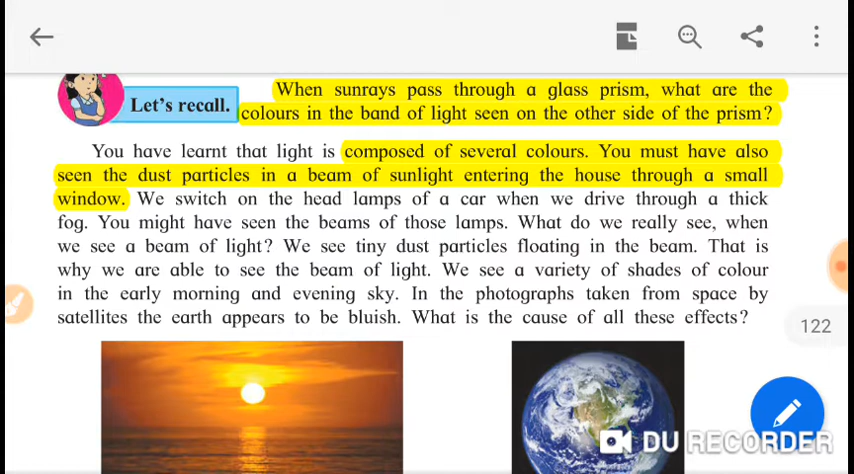 When sunrays pass through a glass prism, what are the
Let's recall.
colours in the band of light seen on the other side of the prism?
You have learnt that light is composed of several colours. You must have also
seen the dust particles in a beam of sunlight entering the house through a small
window. We switch on the head lamps of a car when we drive through a thick
fog. You might have seen the beams of those lamps. What do we really see, when
we see a beam of light? We see tiny dust particles floating in the beam. That is
why we are able to see the beam of light. We see a variety of shades of colour
in the early morning and evening sky. In the photographs taken from space by
satellites the earth appears to be bluish. What is the cause of all these effects?
122
DU RECORDER